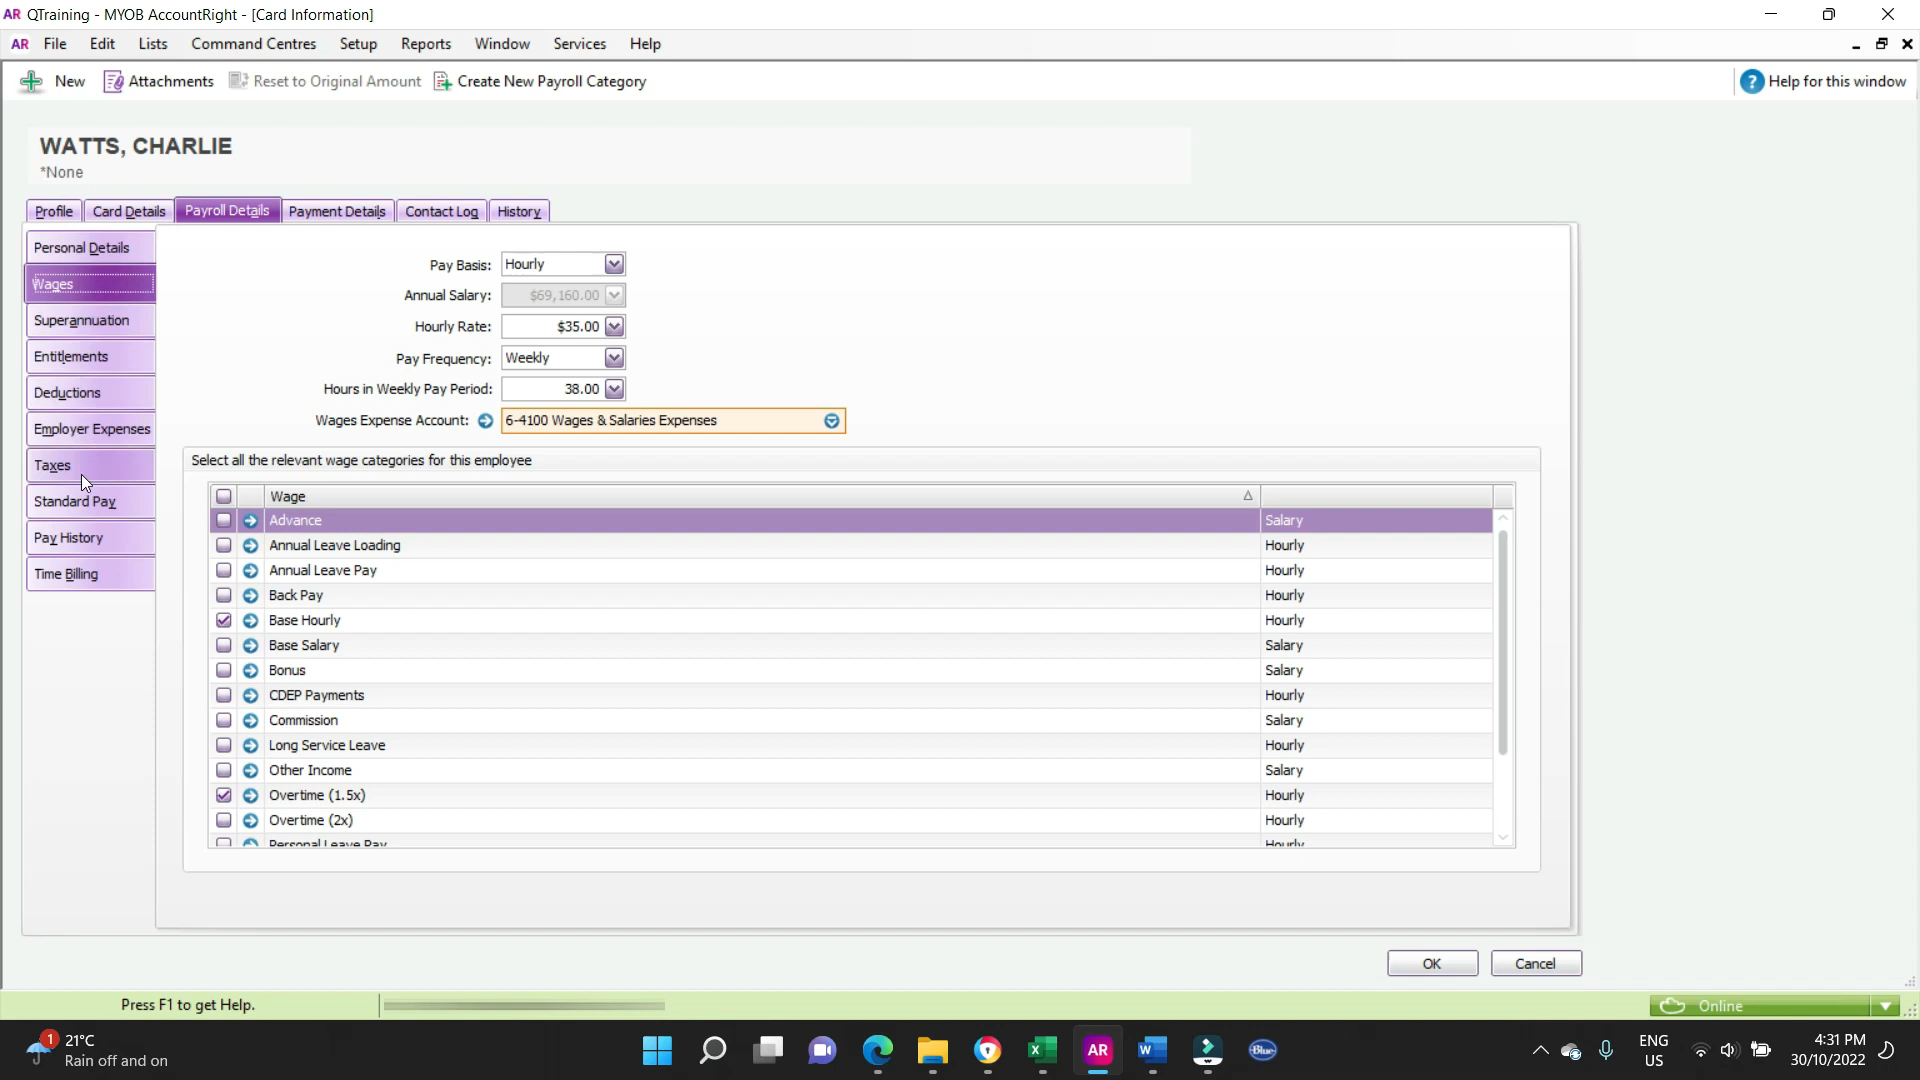 AR QTraining - MYOB AccountRight - [Card Information]
AR File Edit Lists Command Centres Setup Reports Window Services Help
New Attachments Reset to Original Amount Create New Payroll Category Help for this window
WATTS, CHARLIE
*None
Profile Card Details Payroll Details Payment Details Contact Log History
Personal Details
Wages
Superannuation
Entitlements
Deductions
Employer Expenses
Taxes
Standard Pay
Pay History
Time Billing
Pay Basis: Hourly
Annual Salary: $69,160.00
Hourly Rate: $35.00
Pay Frequency: Weekly
Hours in Weekly Pay Period: 38.00
Wages Expense Account: 6-4100 Wages & Salaries Expenses
Select all the relevant wage categories for this employee
Wage
Advance Salary
Annual Leave Loading Hourly
Annual Leave Pay Hourly
Back Pay Hourly
Base Hourly Hourly
Base Salary Salary
Bonus Salary
CDEP Payments Hourly
Commission Salary
Long Service Leave Hourly
Other Income Salary
Overtime (1.5x) Hourly
Overtime (2x) Hourly
Personal Leave Pay Hourly
OK Cancel
Press F1 to get Help. Online
1 21°C
Rain off and on
AR
Blue
ENG
US
4:31 PM
30/10/2022